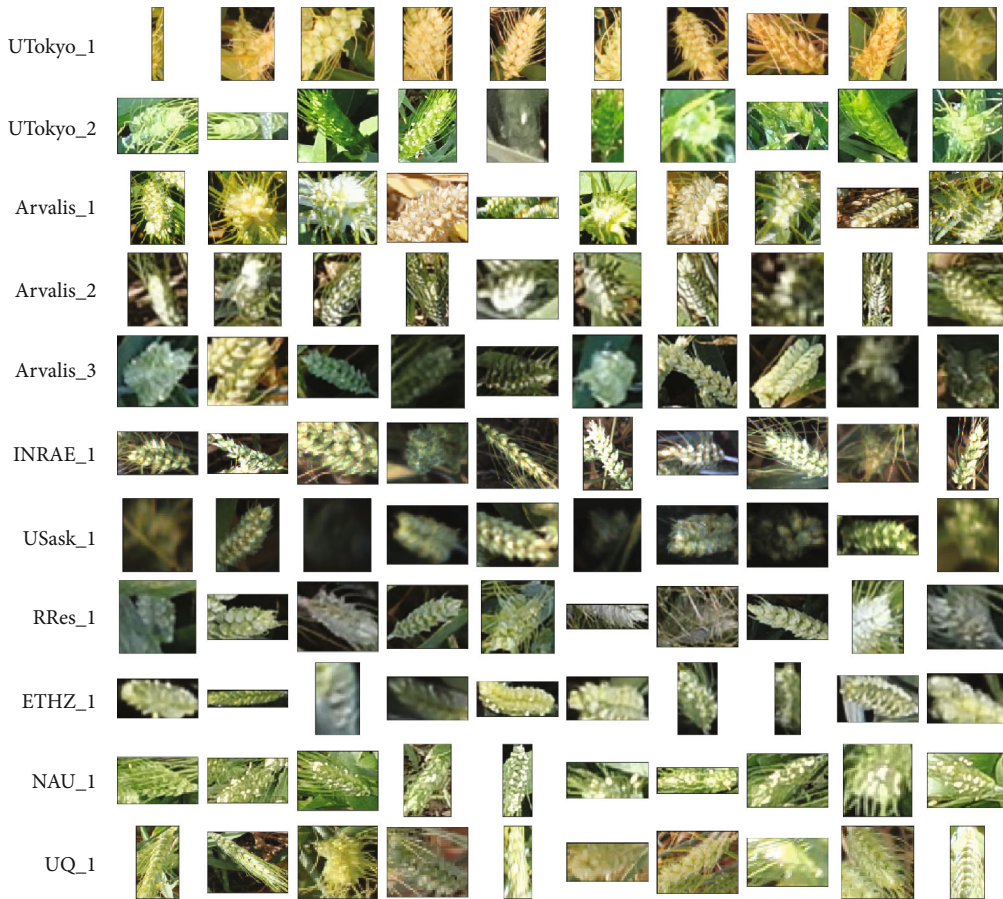 UTokyo_1
UTokyo_2
Arvalis_1
Arvalis_2
Arvalis_3
INRAE_1
USask_1
RRes_1
ETHZ_1
NAU_1
UQ_1